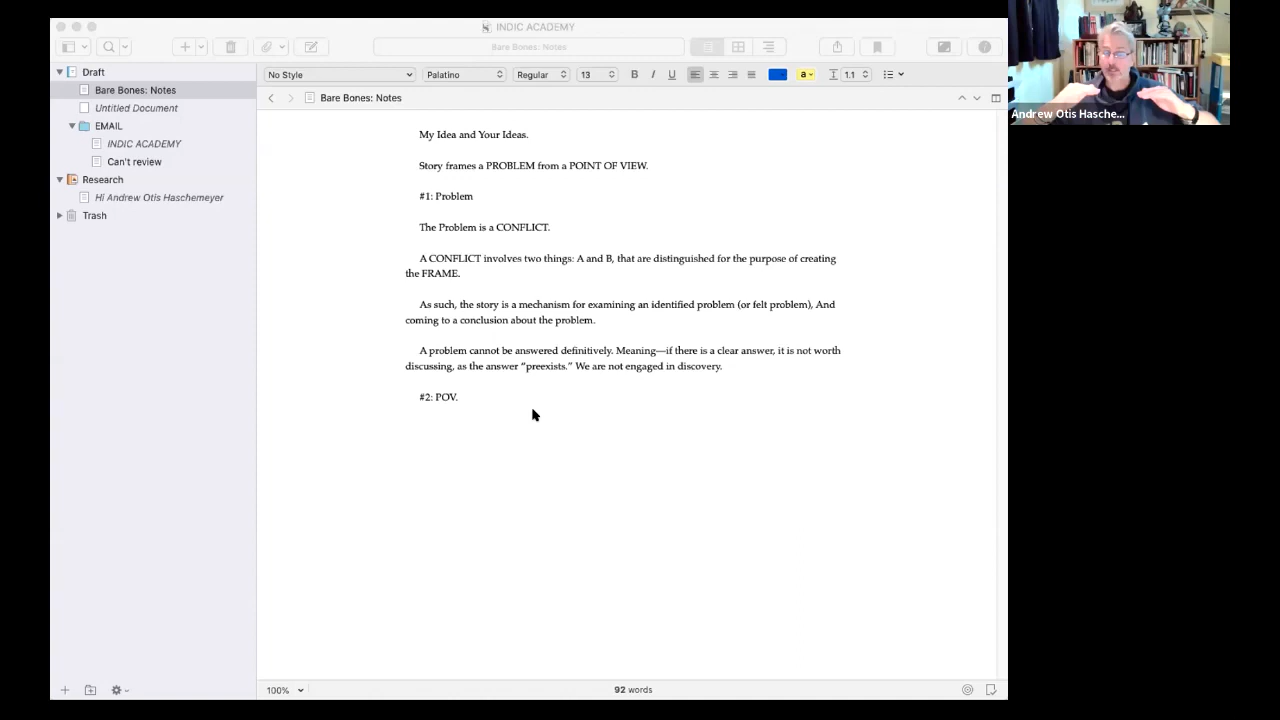 INDIC ACADEMY
Bare Bones: Notes
Draft
Bare Bones: Notes
Untitled Document
EMAIL
INDIC ACADEMY
Can't review
Research
Hi Andrew Otis Haschemeyer
Trash
No Style
Palatino
Regular
13
B I U
a
1.1
Bare Bones: Notes
My Idea and Your Ideas.
Story frames a PROBLEM from a POINT OF VIEW.
#1: Problem
The Problem is a CONFLICT.
A CONFLICT involves two things: A and B, that are distinguished for the purpose of creating
the FRAME.
As such, the story is a mechanism for examining an identified problem (or felt problem), And
coming to a conclusion about the problem.
A problem cannot be answered definitively. Meaning—if there is a clear answer, it is not worth
discussing, as the answer “preexists.” We are not engaged in discovery.
#2: POV.
100%
92 words
Andrew Otis Hasche...